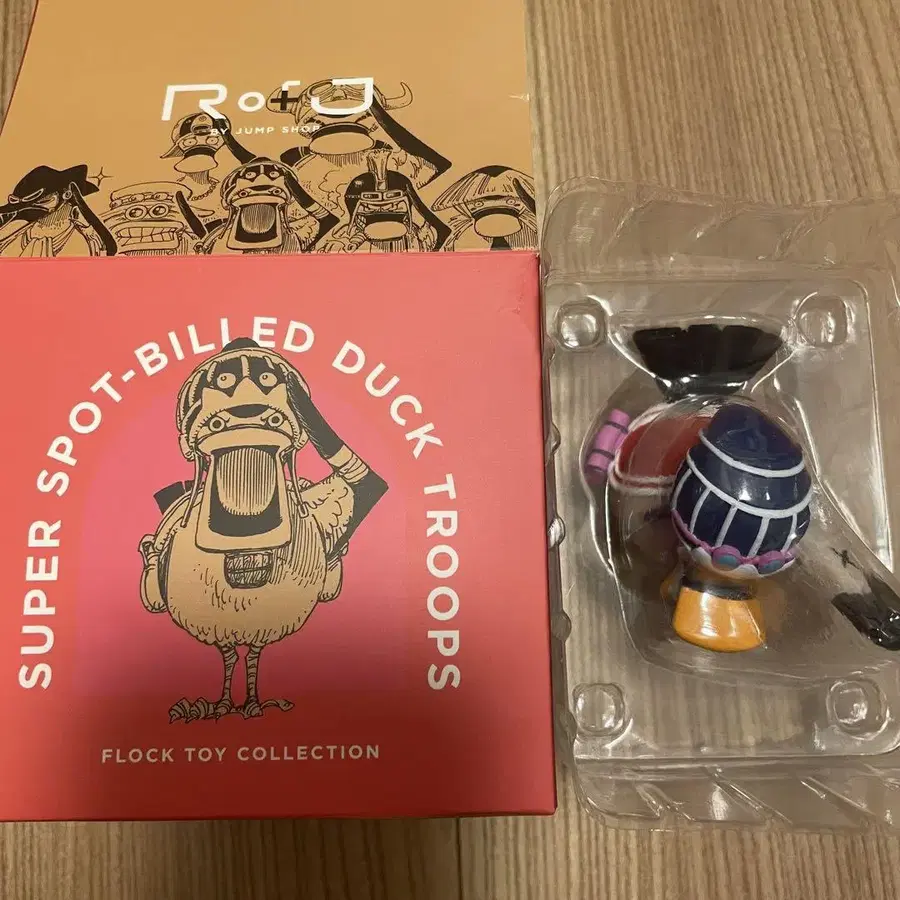 R of J
BY JUMP SHOP
SUPER SPOT-BILLED DUCK TROOPS
FLOCK TOY COLLECTION